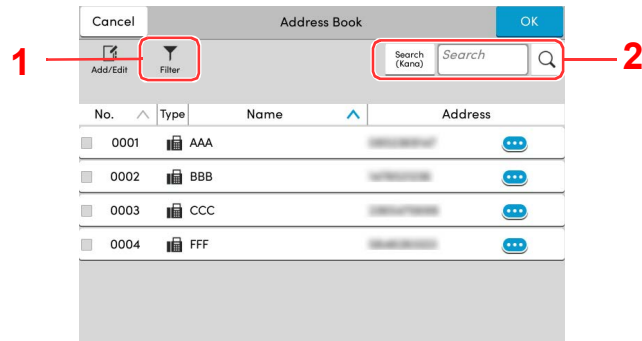 Cancel Address Book OK
1 Add/Edit Filter Search (Kana) Search 2
No. Type Name Address
0001 AAA
0002 BBB
0003 CCC
0004 FFF